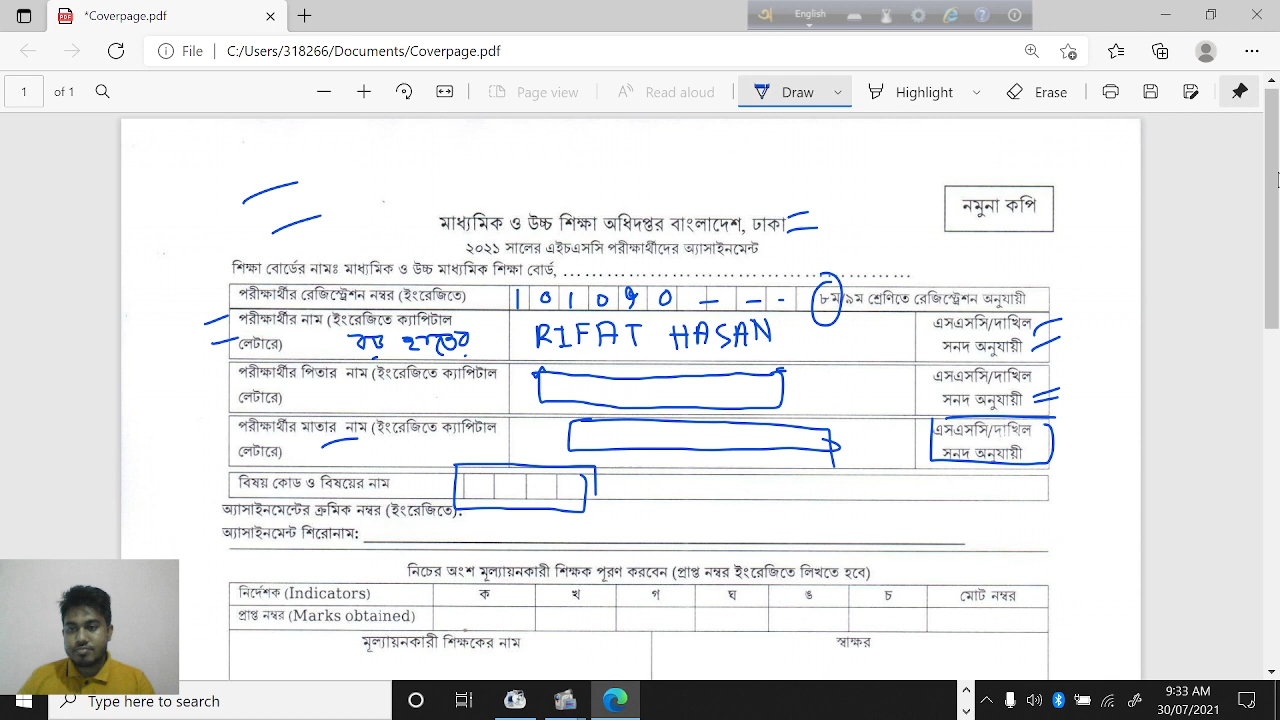 *Coverpage.pdf
English
File C:/Users/318266/Documents/Coverpage.pdf
1 of 1 Page view Read aloud Draw Highlight Erase
নমুনা কপি
মাধ্যমিক ও উচ্চ শিক্ষা অধিদপ্তর বাংলাদেশ, ঢাকা
২০২১ সালের এইচএসসি পরীক্ষার্থীদের অ্যাসাইনমেন্ট
শিক্ষা বোর্ডের নামঃ মাধ্যমিক ও উচ্চ মাধ্যমিক শিক্ষা বোর্ড, ……………………………………
পরীক্ষার্থীর রেজিস্ট্রেশন নম্বর (ইংরেজিতে) 1 0 1 0 9 0 - - - ৮ম/৯ম শ্রেণিতে রেজিস্ট্রেশন অনুযায়ী
পরীক্ষার্থীর নাম (ইংরেজিতে ক্যাপিটাল লেটারে) বড় হাতের RIFAT HASAN এসএসসি/দাখিল সনদ অনুযায়ী
পরীক্ষার্থীর পিতার নাম (ইংরেজিতে ক্যাপিটাল লেটারে) এসএসসি/দাখিল সনদ অনুযায়ী
পরীক্ষার্থীর মাতার নাম (ইংরেজিতে ক্যাপিটাল লেটারে) এসএসসি/দাখিল সনদ অনুযায়ী
বিষয় কোড ও বিষয়ের নাম
অ্যাসাইনমেন্টের ক্রমিক নম্বর (ইংরেজিতে):
অ্যাসাইনমেন্ট শিরোনাম:
নিচের অংশ মূল্যায়নকারী শিক্ষক পূরণ করবেন (প্রাপ্ত নম্বর ইংরেজিতে লিখতে হবে)
নির্দেশক (Indicators) ক খ গ ঘ ঙ চ মোট নম্বর
প্রাপ্ত নম্বর (Marks obtained)
মূল্যায়নকারী শিক্ষকের নাম স্বাক্ষর
Type here to search
9:33 AM
30/07/2021